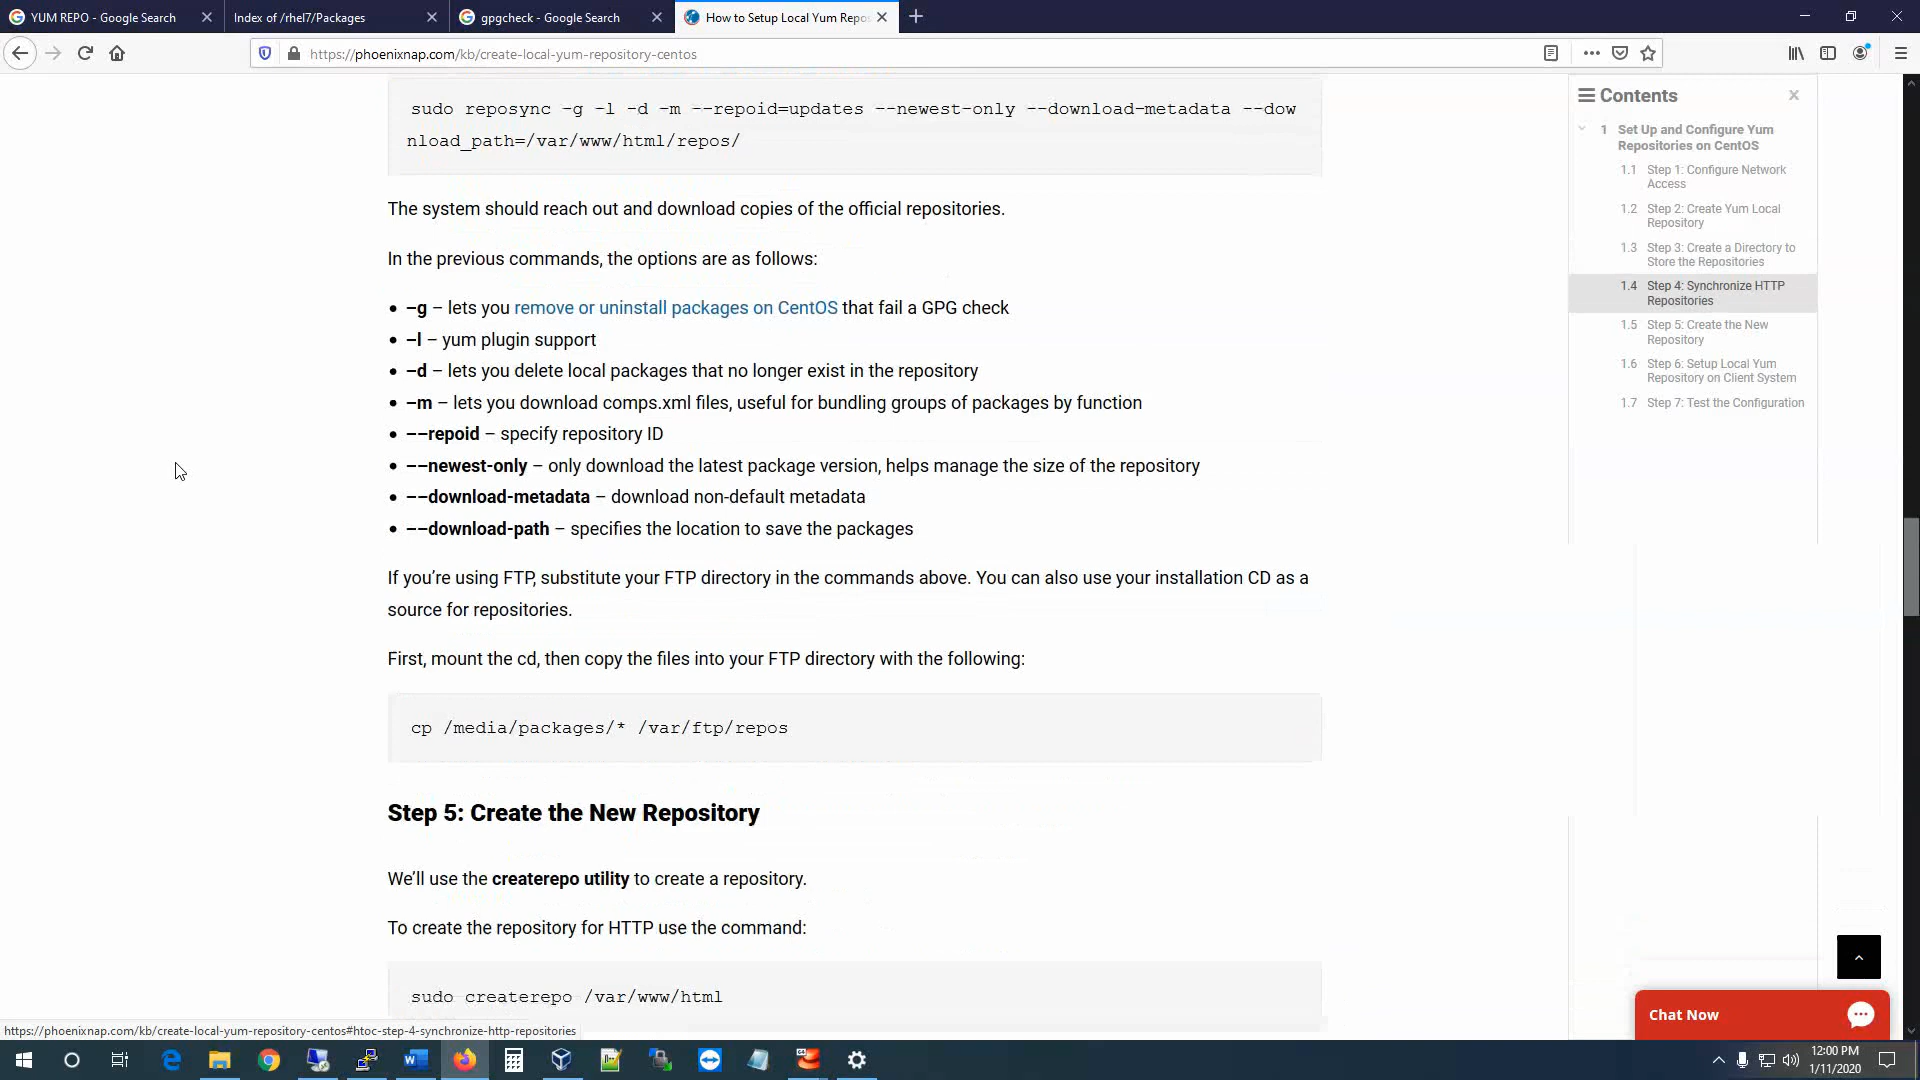 YUM REPO - Google Search
Index of /rhel7/Packages
gpgcheck - Google Search
How to Setup Local Yum Repos
https://phoenixnap.com/kb/create-local-yum-repository-centos
sudo reposync -g -l -d -m --repoid=updates --newest-only --download-metadata --dow
nload_path=/var/www/html/repos/
The system should reach out and download copies of the official repositories.
In the previous commands, the options are as follows:
• –g – lets you remove or uninstall packages on CentOS that fail a GPG check
• –l – yum plugin support
• –d – lets you delete local packages that no longer exist in the repository
• –m – lets you download comps.xml files, useful for bundling groups of packages by function
• ––repoid – specify repository ID
• ––newest-only – only download the latest package version, helps manage the size of the repository
• ––download-metadata – download non-default metadata
• ––download-path – specifies the location to save the packages
If you’re using FTP, substitute your FTP directory in the commands above. You can also use your installation CD as a
source for repositories.
First, mount the cd, then copy the files into your FTP directory with the following:
cp /media/packages/* /var/ftp/repos
Step 5: Create the New Repository
We’ll use the createrepo utility to create a repository.
To create the repository for HTTP use the command:
sudo createrepo /var/www/html
Contents
1 Set Up and Configure Yum
Repositories on CentOS
1.1 Step 1: Configure Network
Access
1.2 Step 2: Create Yum Local
Repository
1.3 Step 3: Create a Directory to
Store the Repositories
1.4 Step 4: Synchronize HTTP
Repositories
1.5 Step 5: Create the New
Repository
1.6 Step 6: Setup Local Yum
Repository on Client System
1.7 Step 7: Test the Configuration
Chat Now
https://phoenixnap.com/kb/create-local-yum-repository-centos#htoc-step-4-synchronize-http-repositories
12:00 PM
1/11/2020